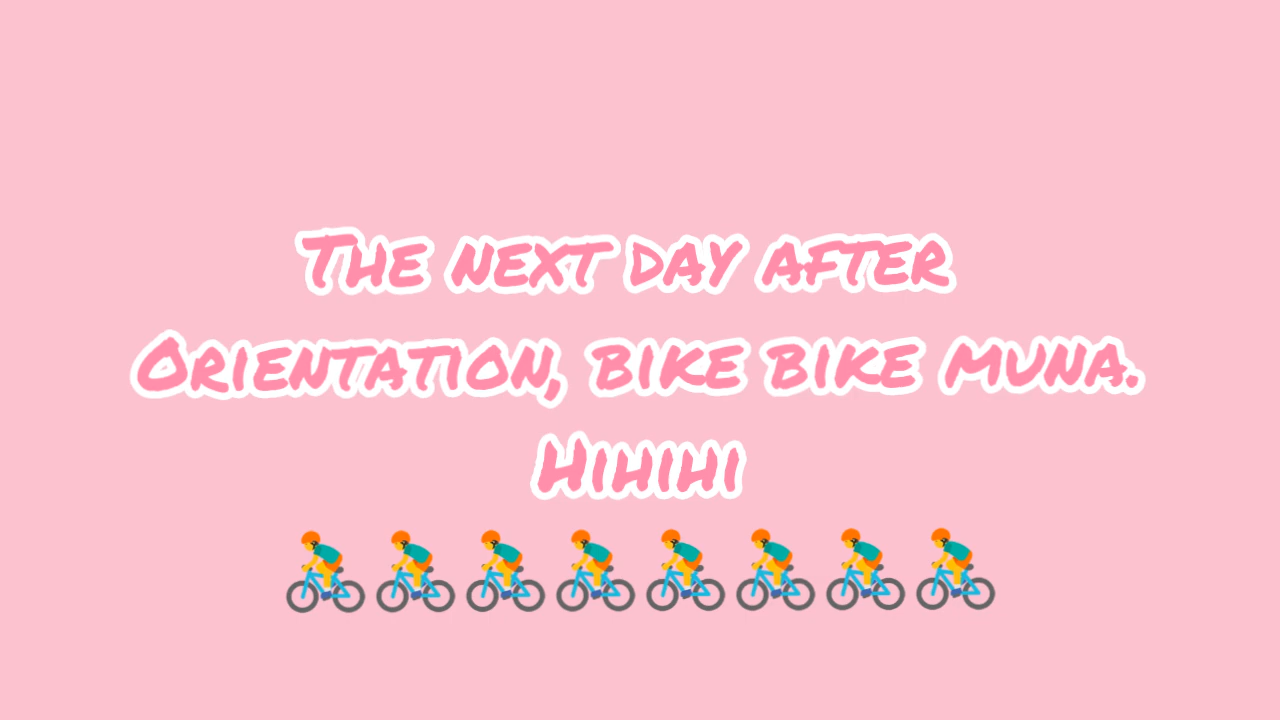 The next day after
Orientation, bike bike muna.
Hihihi
🚴🚴🚴🚴🚴🚴🚴🚴